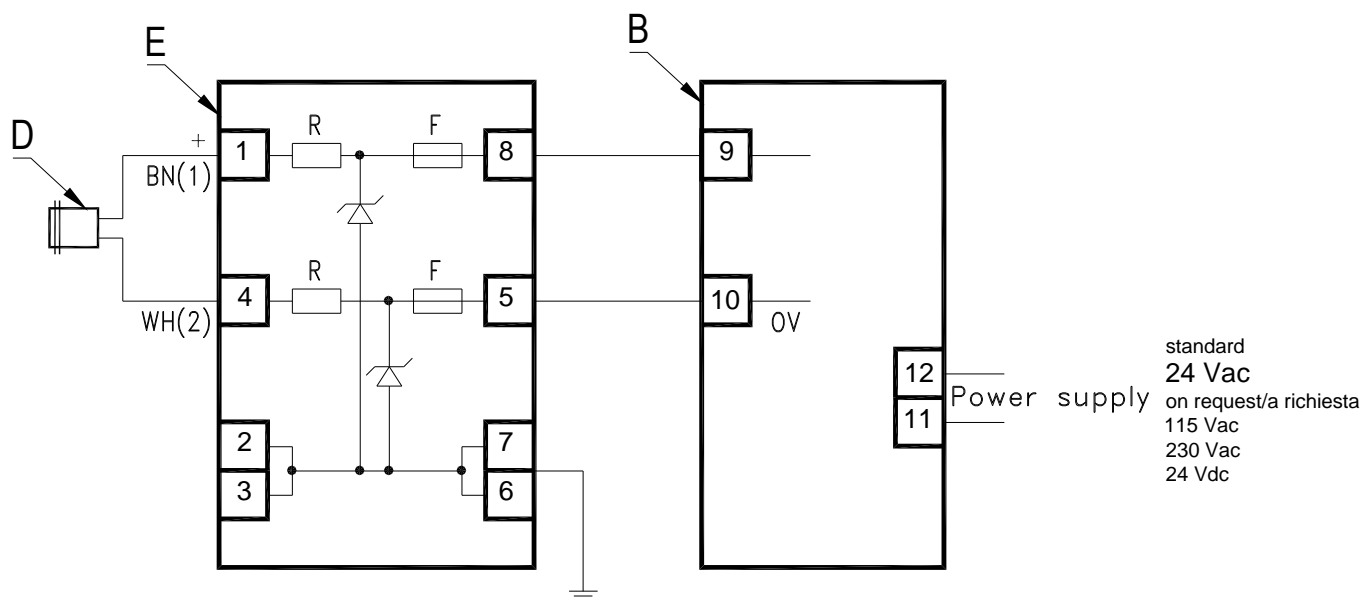 E
B
D
+
R
F
1
8
9
BN(1)
R
F
4
5
10
WH(2)
0V
2
7
3
6
12
11
Power supply
standard
24 Vac
on request/a richiesta
115 Vac
230 Vac
24 Vdc